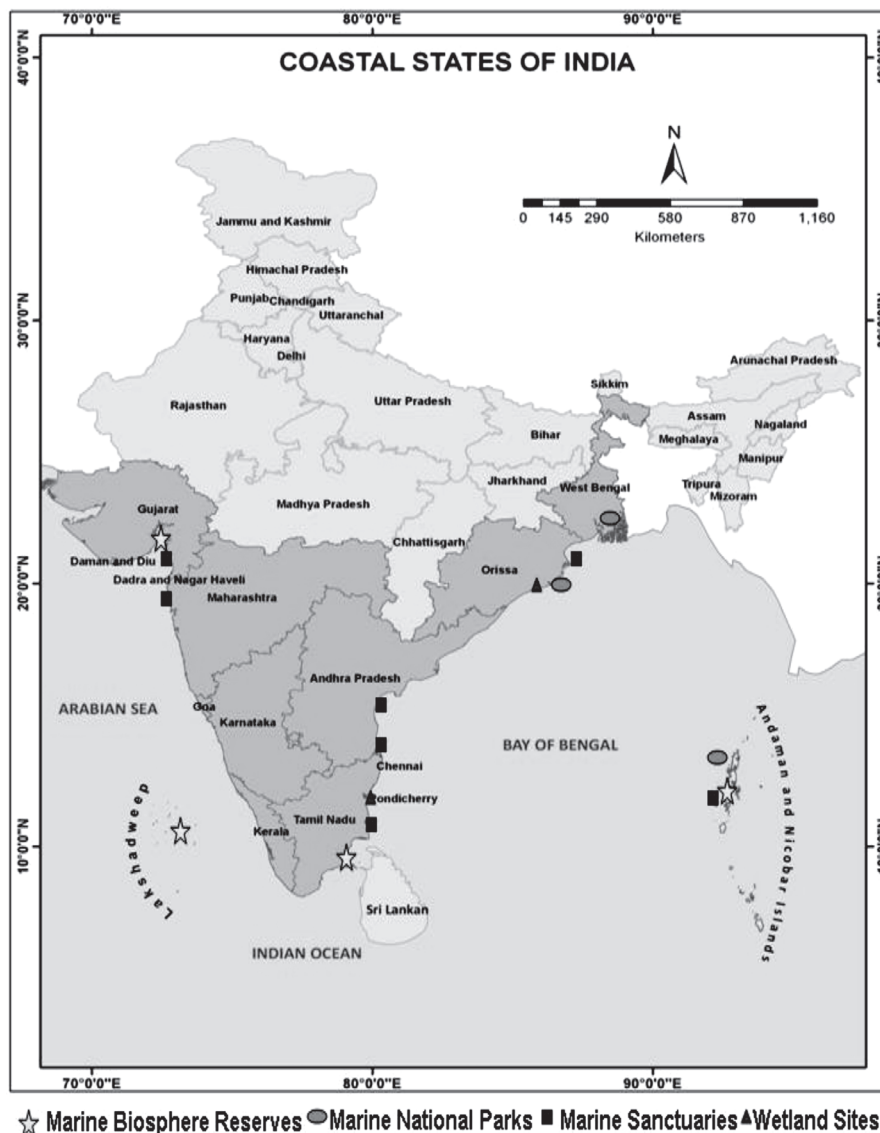 70°0'0"E 80°0'0"E 90°0'0"E
COASTAL STATES OF INDIA
40°0'0"N
N
0 145 290 580 870 1,160
Kilometers
Jammu and Kashmir
Himachal Pradesh
Punjab Chandigarh
Uttaranchal
30°0'0"N
Haryana
Delhi
Arunachal Pradesh
Sikkim
Rajasthan
Uttar Pradesh
Assam
Nagaland
Bihar
Meghalaya
Manipur
Jharkhand
West Bengal
Tripura
Mizoram
Madhya Pradesh
Gujarat
Chhattisgarh
Daman and Diu
Orissa
Dadra and Nagar Haveli
20°0'0"N
Maharashtra
Andhra Pradesh
Goa
ARABIAN SEA
Karnataka
BAY OF BENGAL
Chennai
Andaman and Nicobar Islands
Lakshadweep
Tamil Nadu
Kerala
10°0'0"N
Sri Lankan
INDIAN OCEAN
70°0'0"E 80°0'0"E 90°0'0"E
Marine Biosphere Reserves Marine National Parks Marine Sanctuaries Wetland Sites